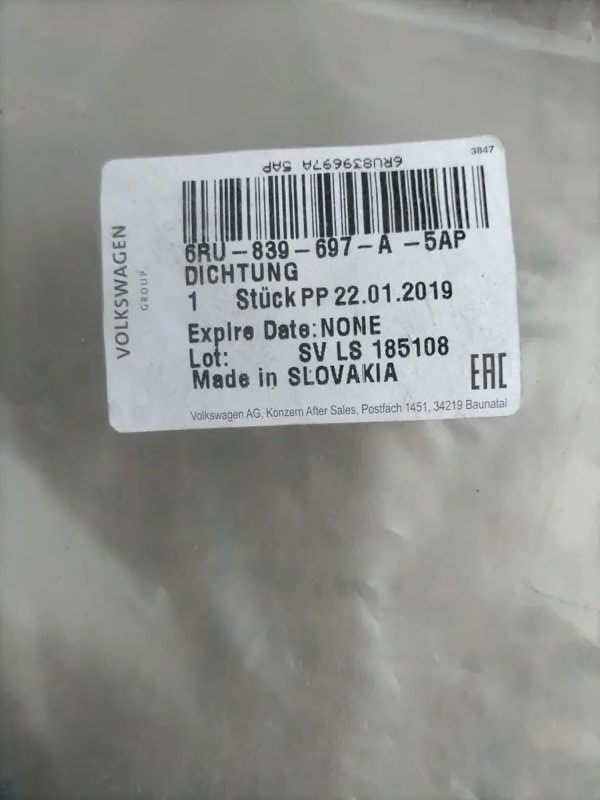 3847
6RU839697A 5AP
VOLKSWAGEN
GROUP
6RU-839-697-A -5AP
DICHTUNG
1 Stück PP 22.01.2019
Expire Date: NONE
Lot: SV LS 185108
Made in SLOVAKIA
EAC
Volkswagen AG, Konzern After Sales, Postfach 1451, 34219 Baunatal